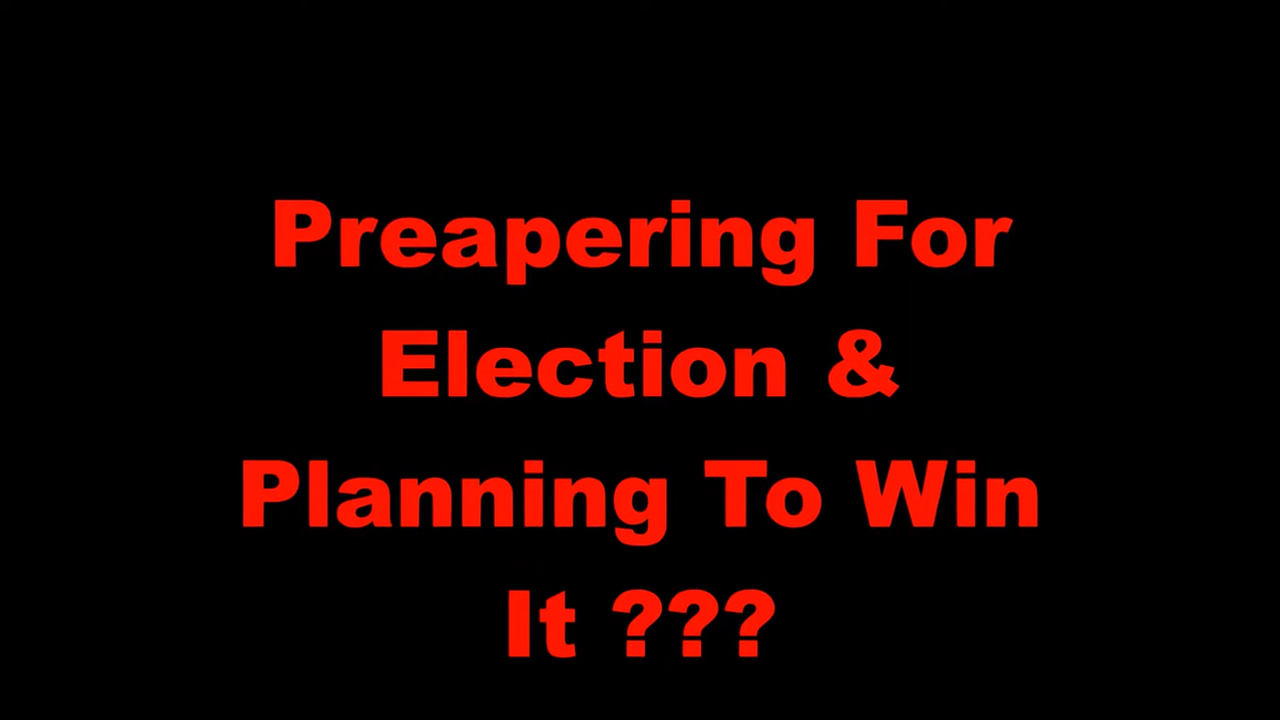 Preapering For
Election &
Planning To Win
It ???